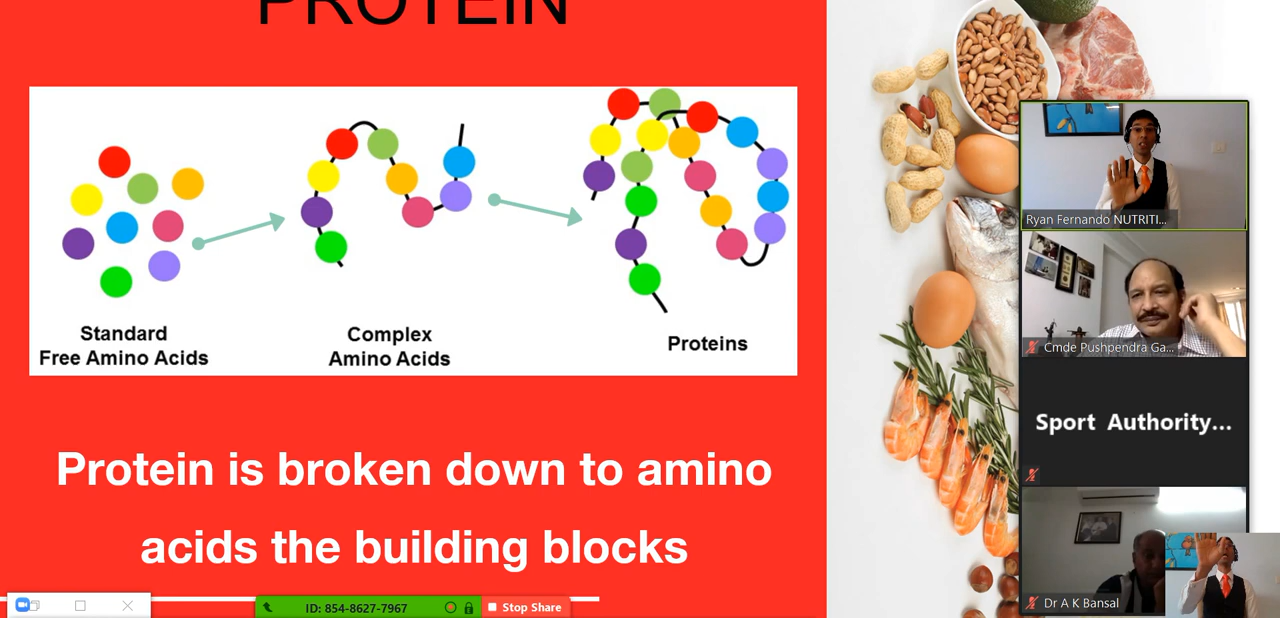 PROTEIN
Standard
Free Amino Acids
Complex
Amino Acids
Proteins
Protein is broken down to amino
acids the building blocks
Ryan Fernando NUTRITI...
Cmde Pushpendra Ga...
Sport Authority...
Dr A K Bansal
ID: 854-8627-7967
Stop Share